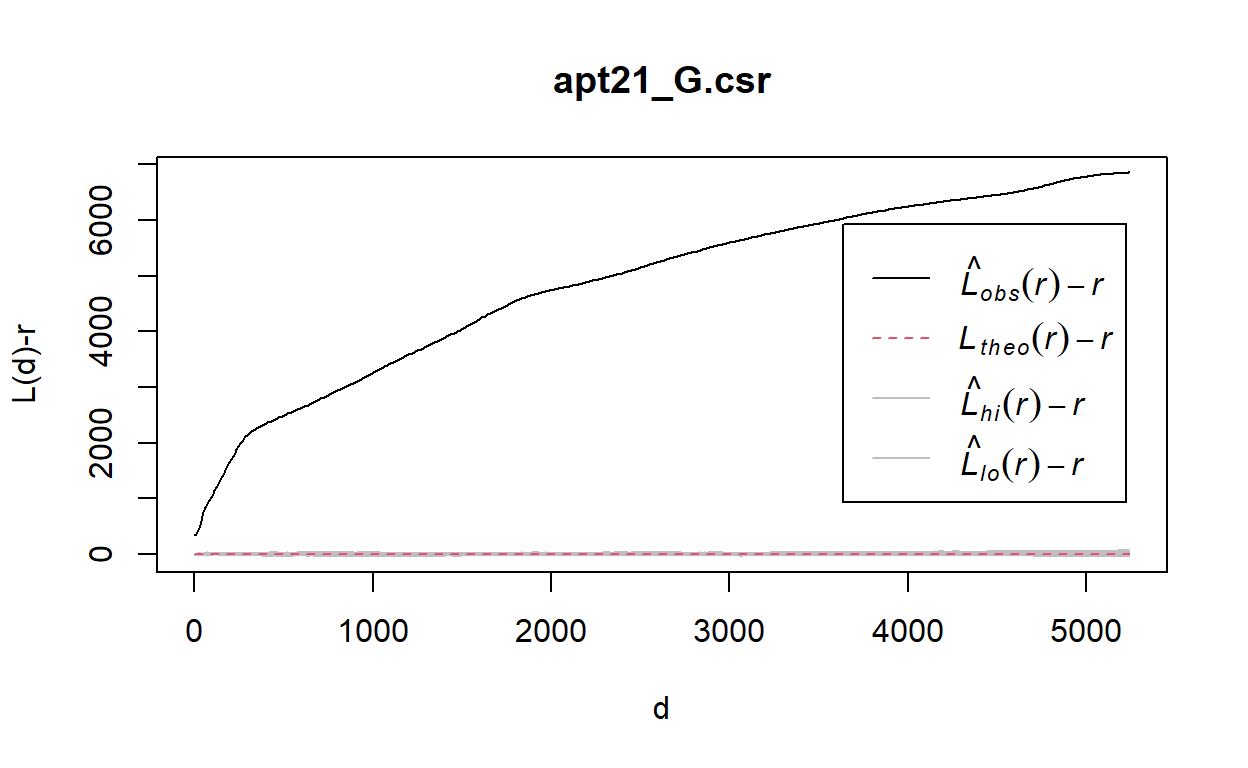 apt21_G.csr
L(d)-r
6000
4000
2000
0
L̂obs(r) – r
Ltheo(r) – r
L̂hi(r) – r
L̂lo(r) – r
0 1000 2000 3000 4000 5000
d